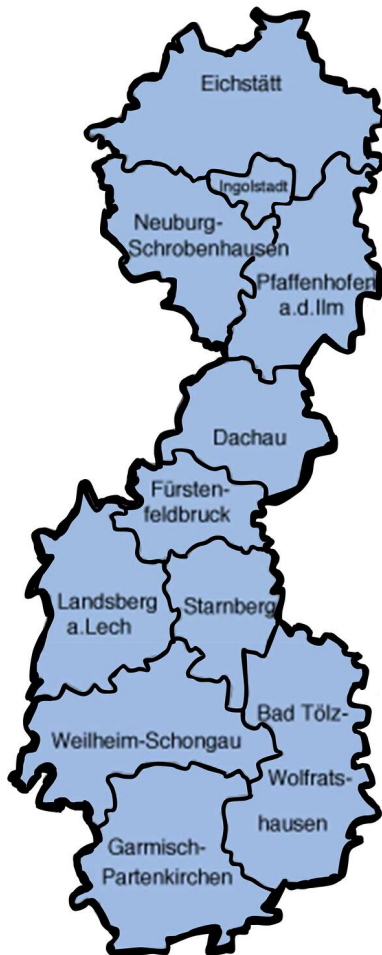 Eichstätt
Ingolstadt
Neuburg-
Schrobenhausen
Pfaffenhofen
a.d.Ilm
Dachau
Fürsten-
feldbruck
Landsberg
a.Lech
Starnberg
Bad Tölz-
Weilheim-Schongau
Wolfrats-
hausen
Garmisch-
Partenkirchen